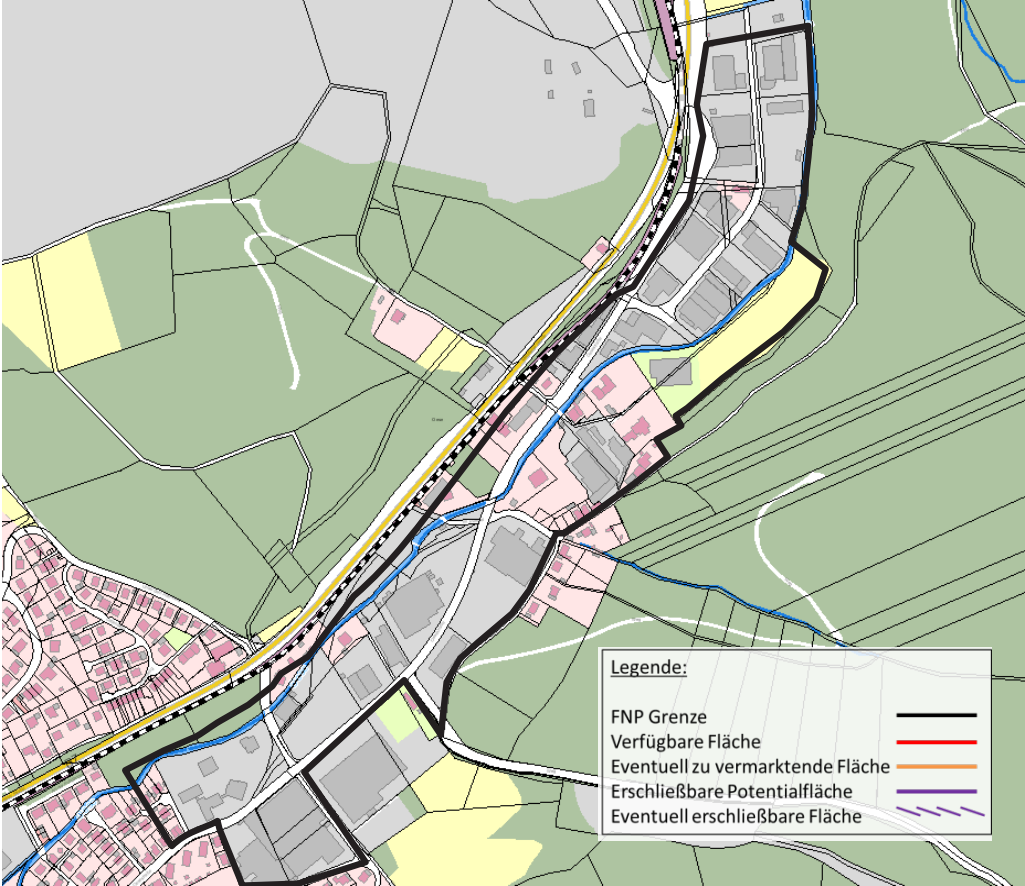 Legende:
FNP Grenze
Verfügbare Fläche
Eventuell zu vermarktende Fläche
Erschließbare Potentialfläche
Eventuell erschließbare Fläche